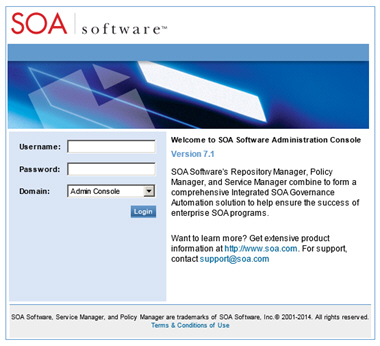 SOA software™
Username:
Password:
Domain:
Admin Console
Login
Welcome to SOA Software Administration Console
Version 7.1
SOA Software's Repository Manager, Policy
Manager, and Service Manager combine to form a
comprehensive Integrated SOA Governance
Automation solution to help ensure the success of
enterprise SOA programs.
Want to learn more? Get extensive product
information at http://www.soa.com. For support,
contact support@soa.com
SOA Software, Service Manager, and Policy Manager are trademarks of SOA Software, Inc.© 2001-2014. All rights reserved.
Terms & Conditions of Use